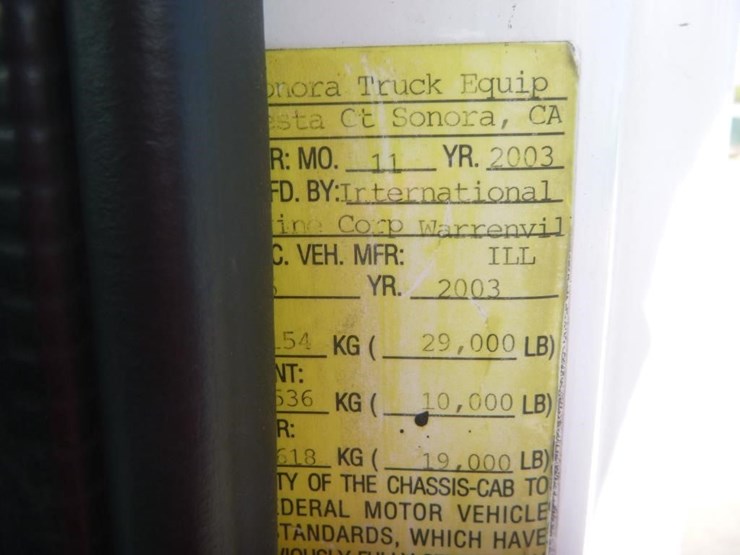 onora Truck Equip
esta Ct Sonora, CA
R: MO. 11 YR. 2003
FD. BY: International
ine Corp Warrenvil
C. VEH. MFR: ILL
YR. 2003
154 KG ( 29,000 LB)
NT:
536 KG ( 10,000 LB)
R:
618 KG ( 19,000 LB)
TY OF THE CHASSIS-CAB TO
DERAL MOTOR VEHICLE
TANDARDS, WHICH HAVE